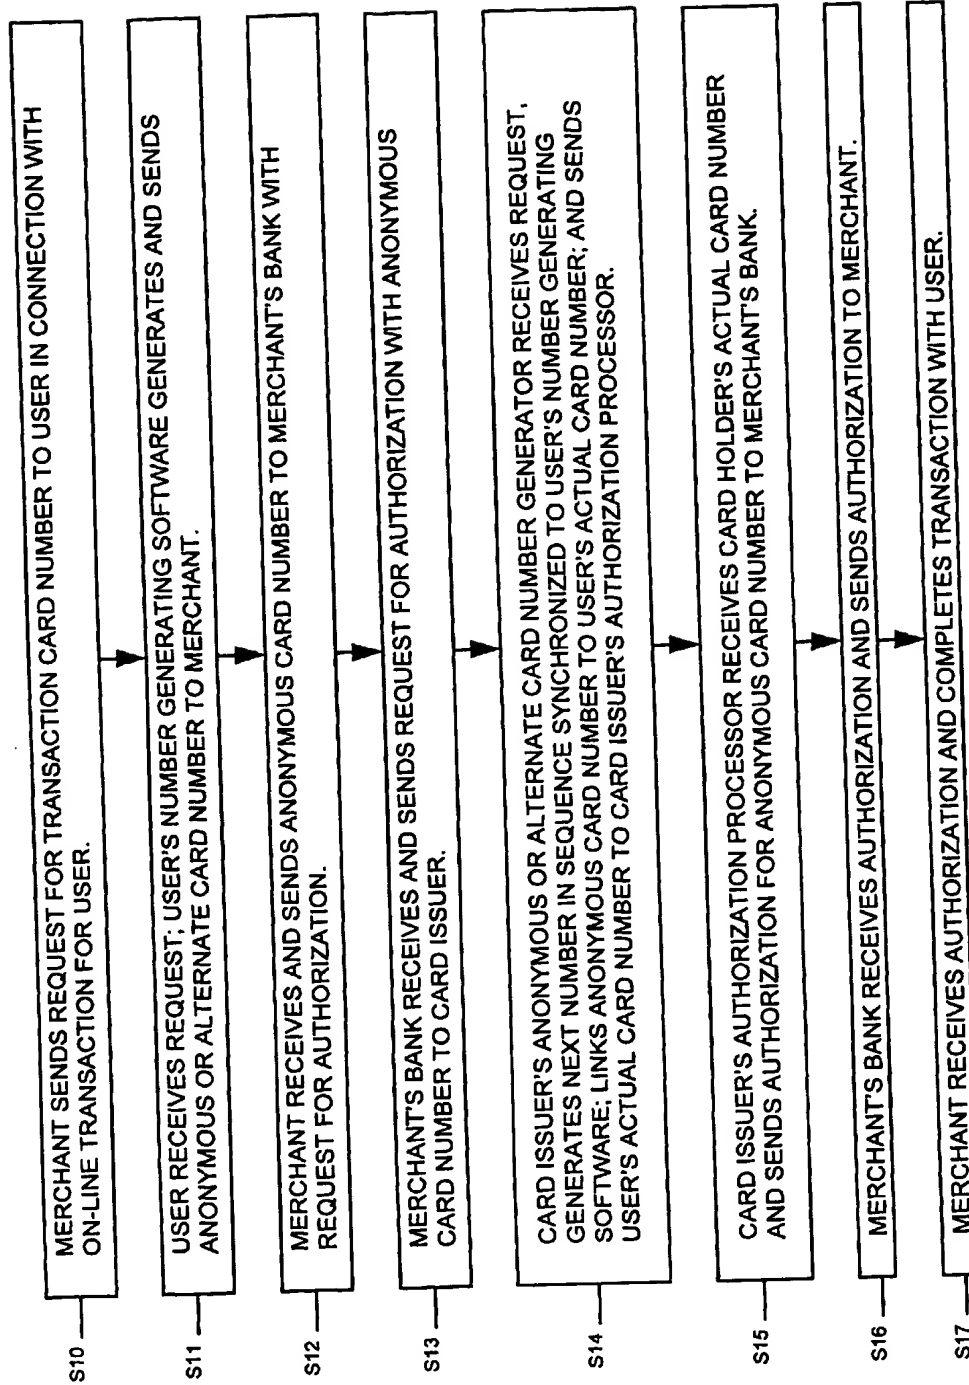 S10
MERCHANT SENDS REQUEST FOR TRANSACTION CARD NUMBER TO USER IN CONNECTION WITH
ON-LINE TRANSACTION FOR USER.
S11
USER RECEIVES REQUEST; USER'S NUMBER GENERATING SOFTWARE GENERATES AND SENDS
ANONYMOUS OR ALTERNATE CARD NUMBER TO MERCHANT.
S12
MERCHANT RECEIVES AND SENDS ANONYMOUS CARD NUMBER TO MERCHANT'S BANK WITH
REQUEST FOR AUTHORIZATION.
S13
MERCHANT'S BANK RECEIVES AND SENDS REQUEST FOR AUTHORIZATION WITH ANONYMOUS
CARD NUMBER TO CARD ISSUER.
S14
CARD ISSUER'S ANONYMOUS OR ALTERNATE CARD NUMBER GENERATOR RECEIVES REQUEST,
GENERATES NEXT NUMBER IN SEQUENCE SYNCHRONIZED TO USER'S NUMBER GENERATING
SOFTWARE; LINKS ANONYMOUS CARD NUMBER TO USER'S ACTUAL CARD NUMBER; AND SENDS
USER'S ACTUAL CARD NUMBER TO CARD ISSUER'S AUTHORIZATION PROCESSOR.
S15
CARD ISSUER'S AUTHORIZATION PROCESSOR RECEIVES CARD HOLDER'S ACTUAL CARD NUMBER
AND SENDS AUTHORIZATION FOR ANONYMOUS CARD NUMBER TO MERCHANT'S BANK.
S16
MERCHANT'S BANK RECEIVES AUTHORIZATION AND SENDS AUTHORIZATION TO MERCHANT.
S17
MERCHANT RECEIVES AUTHORIZATION AND COMPLETES TRANSACTION WITH USER.